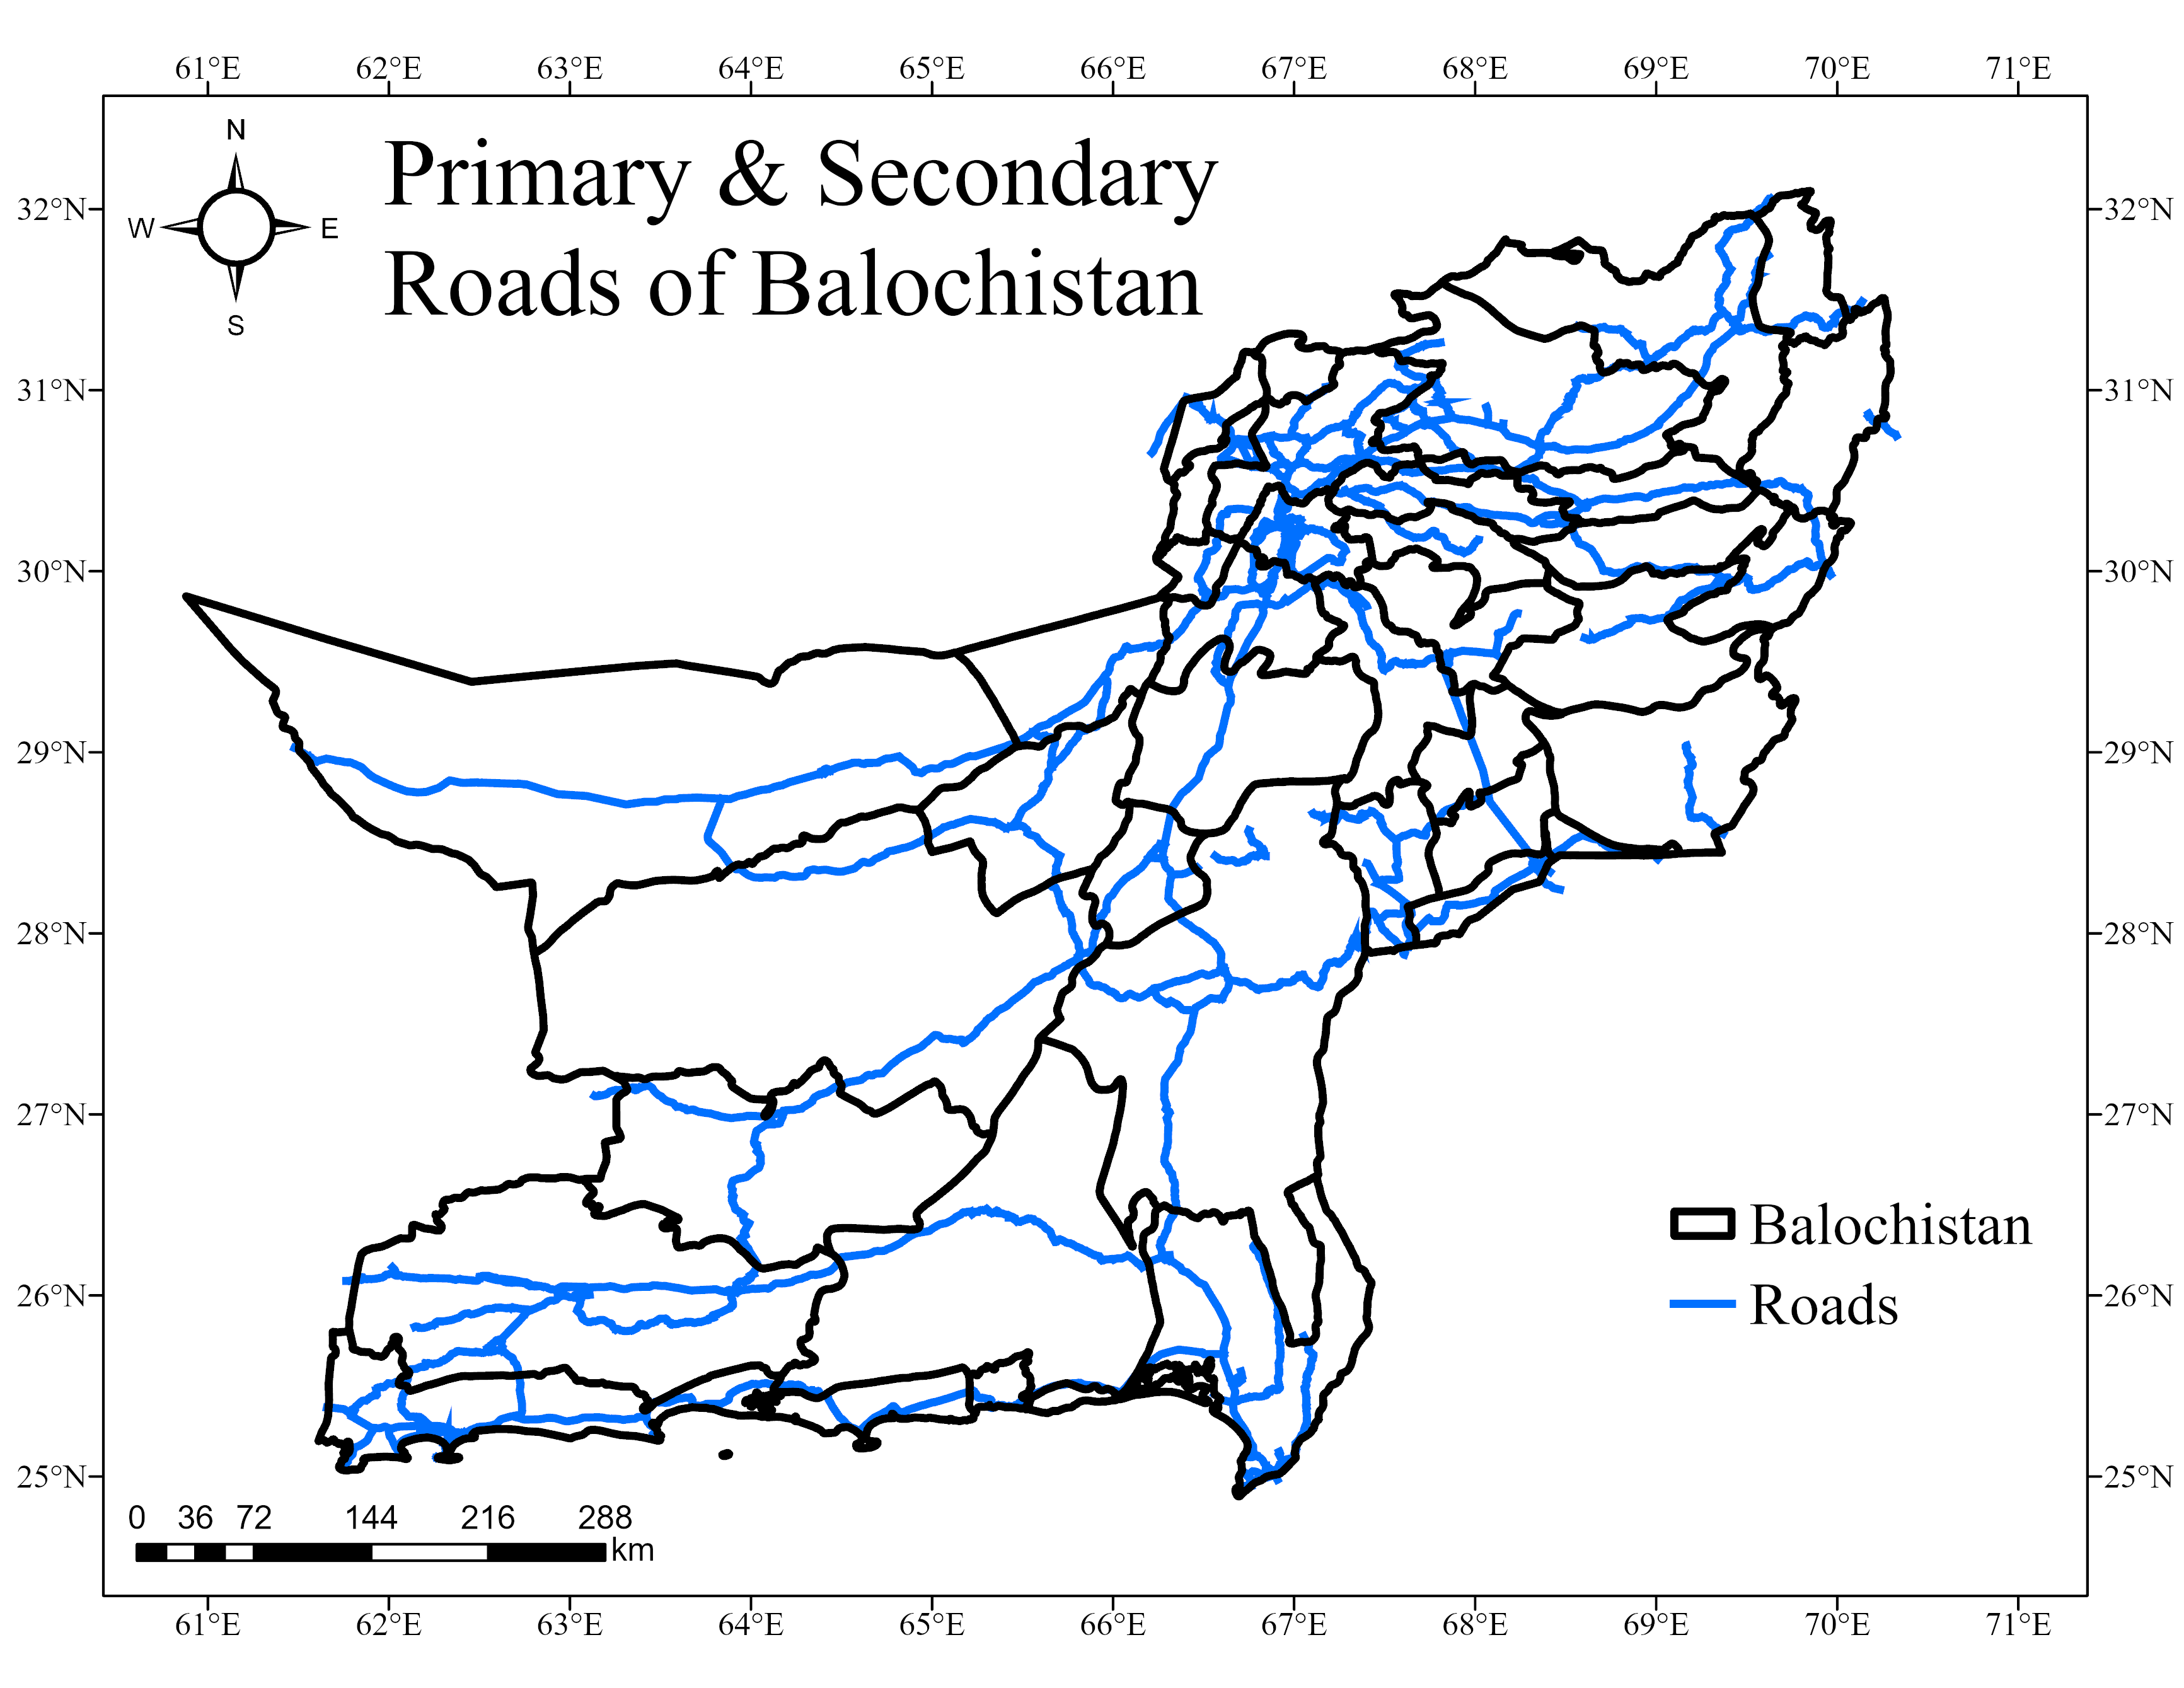 61°E 62°E 63°E 64°E 65°E 66°E 67°E 68°E 69°E 70°E 71°E
N
W E
S
Primary & Secondary
Roads of Balochistan
32°N 32°N
31°N 31°N
30°N 30°N
29°N 29°N
28°N 28°N
27°N 27°N
Balochistan
26°N 26°N
Roads
25°N 25°N
0 36 72 144 216 288
km
61°E 62°E 63°E 64°E 65°E 66°E 67°E 68°E 69°E 70°E 71°E